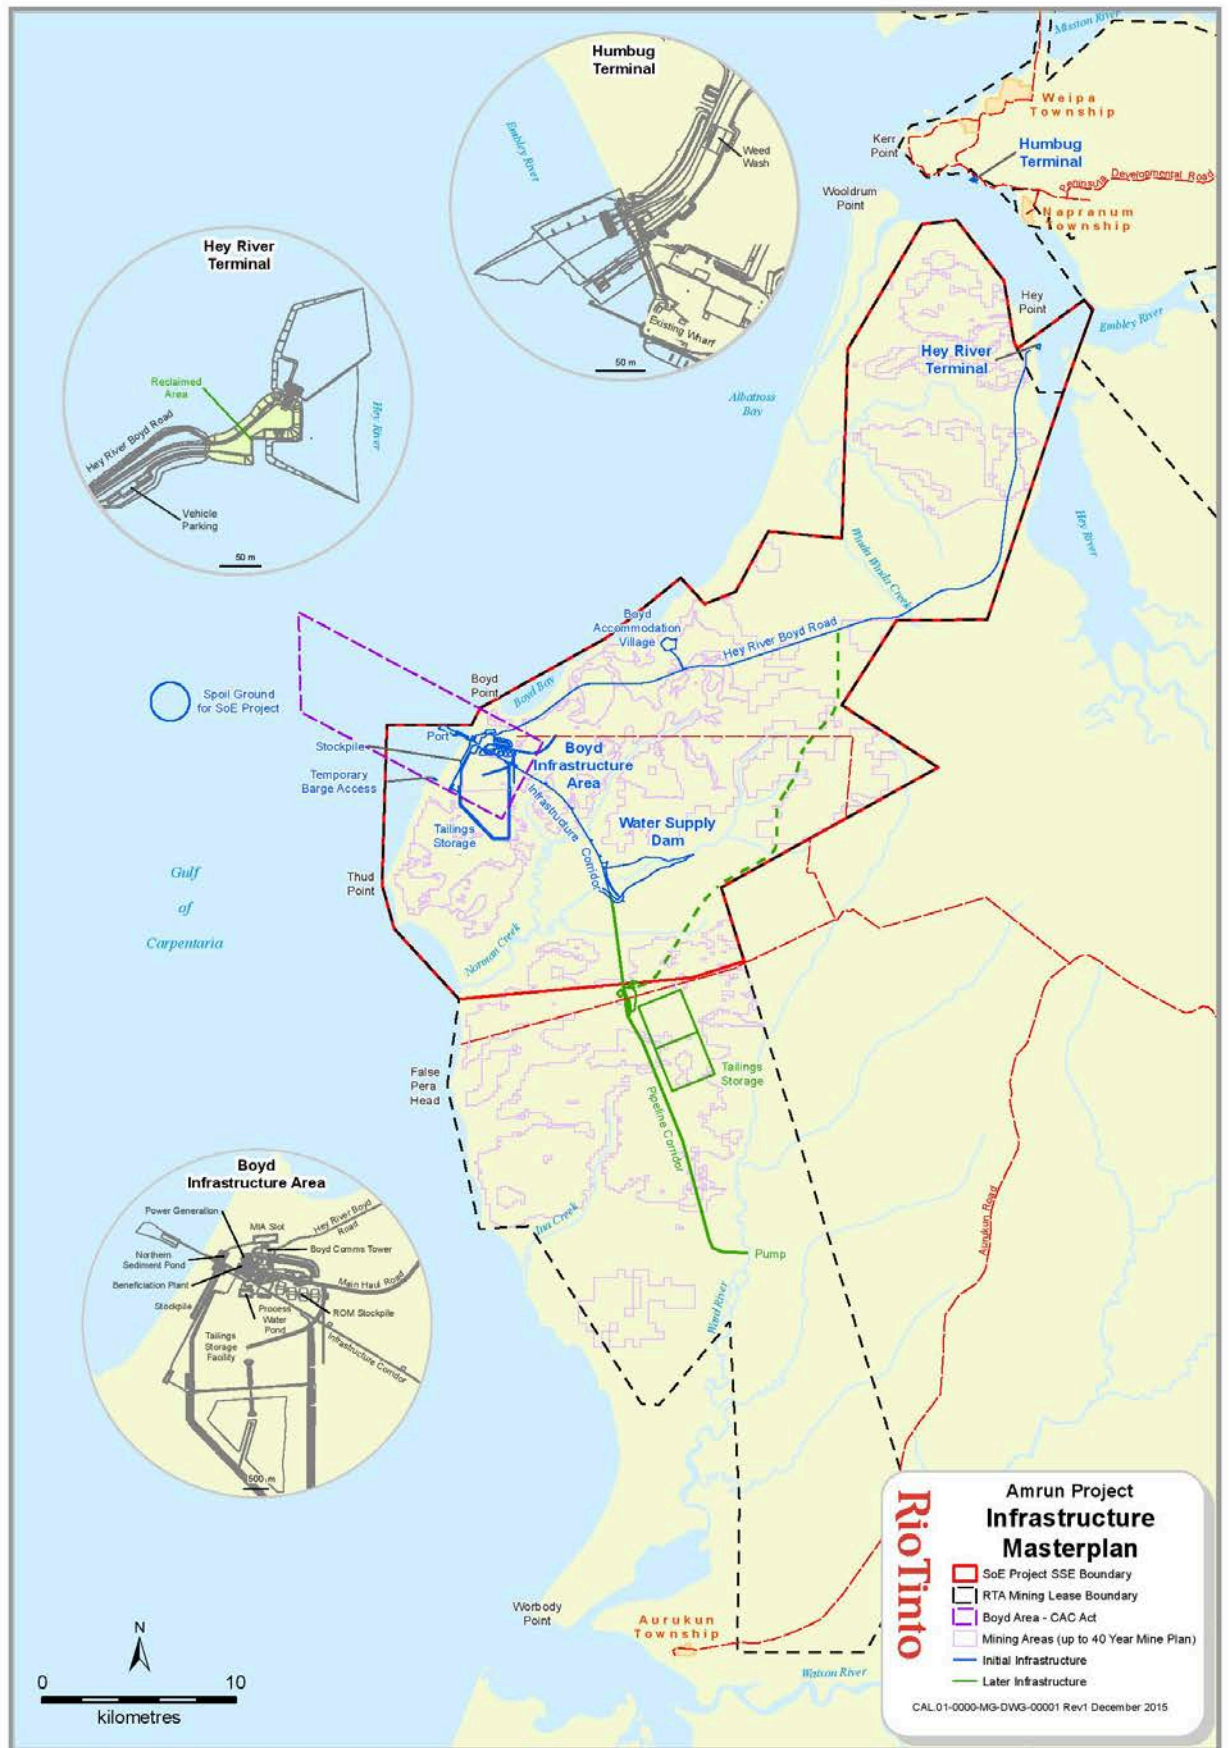 Humbug
Terminal
Embley River
Weed
Wash
Existing Wharf
50 m
Mission River
Weipa
Township
Kerr
Point
Humbug
Terminal
Peninsula Developmental Road
Wooldrum
Point
Napranum
Township
Hey River
Terminal
Reclaimed
Area
Hey River Boyd Road
Hey River
Vehicle
Parking
50 m
Hey
Point
Embley River
Hey River
Terminal
Albatross
Bay
Hey River
Winda Winda Creek
Boyd
Accommodation
Village
Hey River Boyd Road
Boyd
Point
Boyd Bay
Spoil Ground
for SoE Project
Port
Stockpile
Boyd
Infrastructure
Area
Temporary
Barge Access
Infrastructure Corridor
Water Supply
Dam
Tailings
Storage
Gulf
of
Carpentaria
Thud
Point
Norman Creek
False
Pera
Head
Tailings
Storage
Pipeline Corridor
Boyd
Infrastructure Area
Power Generation
MIA Slot
Hey River Boyd
Road
Boyd Comms Tower
Northern
Sediment Pond
Beneficiation Plant
Main Haul Road
Stockpile
Process
Water
Pond
ROM Stockpile
Tailings
Storage
Facility
Infrastructure Corridor
500 m
Ina Creek
Pump
Ward River
Aurukun Road
Worbody
Point
Aurukun
Township
Watson River
N
0 10
kilometres
RioTinto
Amrun Project
Infrastructure
Masterplan
SoE Project SSE Boundary
RTA Mining Lease Boundary
Boyd Area - CAC Act
Mining Areas (up to 40 Year Mine Plan)
Initial Infrastructure
Later Infrastructure
CAL.01-0000-MG-DWG-00001 Rev1 December 2015